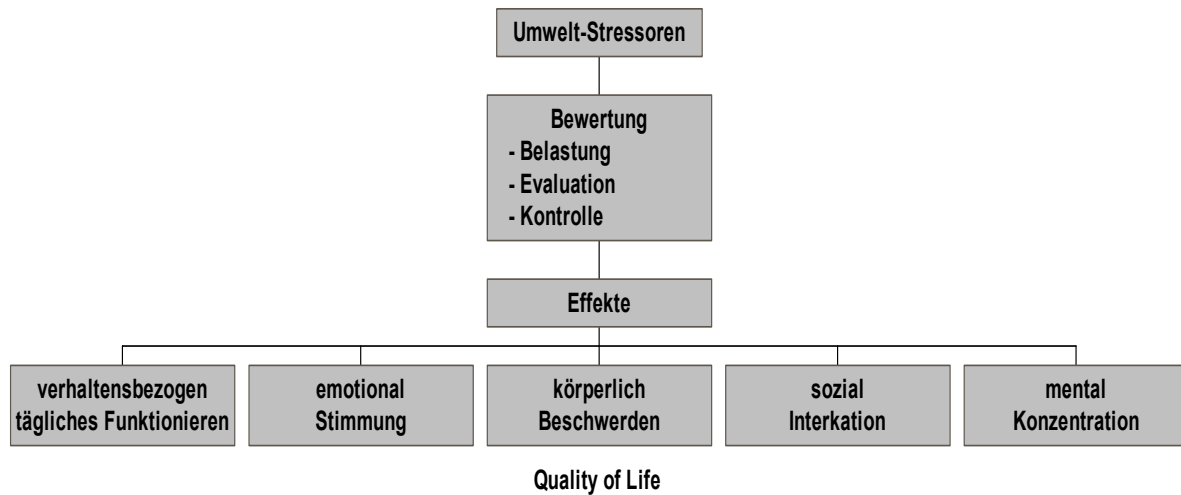 Umwelt-Stressoren
Bewertung
- Belastung
- Evaluation
- Kontrolle
Effekte
verhaltensbezogen
tägliches Funktionieren
emotional
Stimmung
körperlich
Beschwerden
sozial
Interkation
mental
Konzentration
Quality of Life